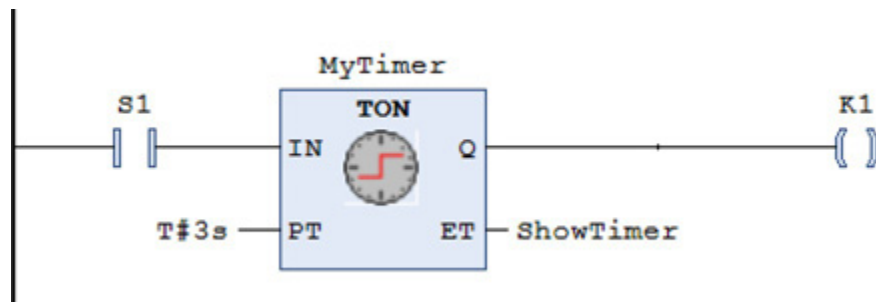 MyTimer
S1
TON
K1
IN
Q
T#3s
PT
ET
ShowTimer